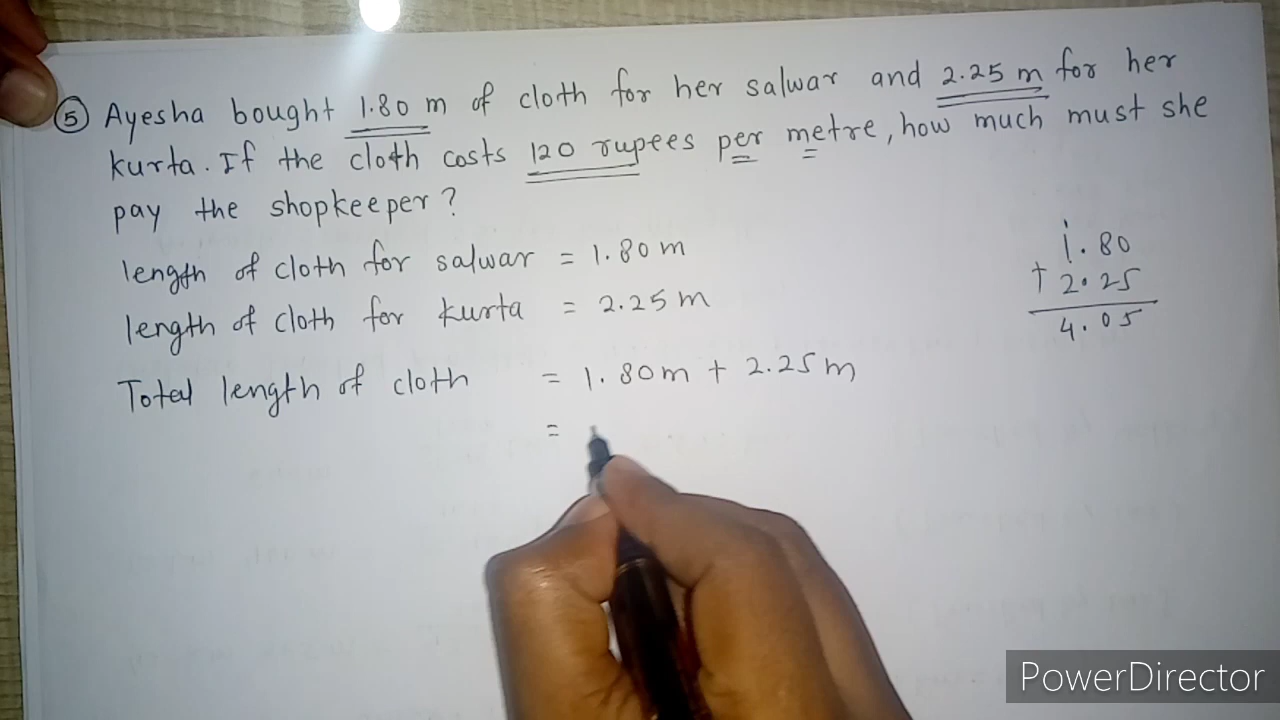 ⑤ Ayesha bought 1.80 m of cloth for her salwar and 2.25 m for her
kurta. If the cloth costs 120 rupees per metre, how much must she
pay the shopkeeper?
length of cloth for salwar = 1.80 m
length of cloth for kurta = 2.25 m
Total length of cloth = 1.80m + 2.25 m
=
1
1.80
+ 2.25
4.05
PowerDirector